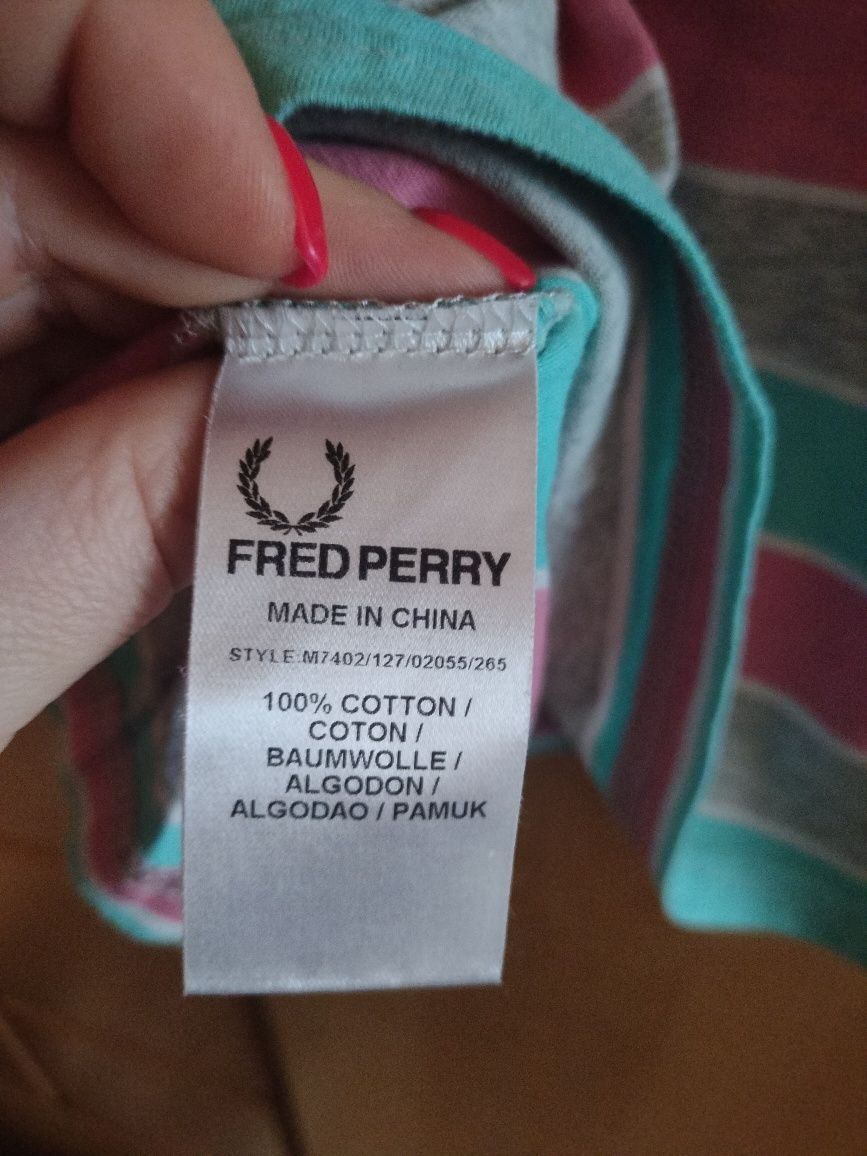 FRED PERRY
MADE IN CHINA
STYLE:M7402/127/02055/265
100% COTTON /
COTON /
BAUMWOLLE /
ALGODON /
ALGODAO / PAMUK